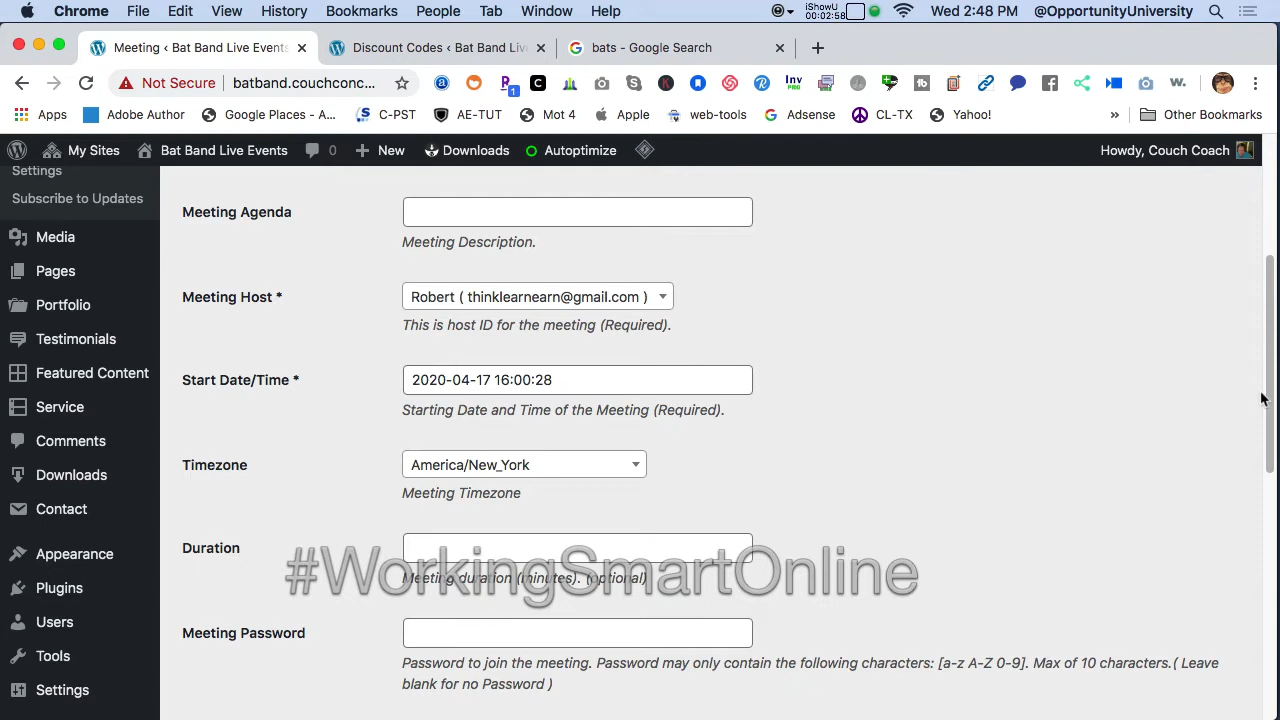 Chrome File Edit View History Bookmarks People Tab Window Help iShowU 00:02:58 Wed 2:48 PM @OpportunityUniversity
Meeting ‹ Bat Band Live Events Discount Codes ‹ Bat Band Liv bats - Google Search
Not Secure batband.couchconc... Inv PRO 1
Apps Adobe Author Google Places - A... C-PST AE-TUT Mot 4 Apple web-tools Adsense CL-TX Yahoo! » Other Bookmarks
My Sites Bat Band Live Events 0 New Downloads Autoptimize Howdy, Couch Coach
Settings
Subscribe to Updates
Media
Pages
Portfolio
Testimonials
Featured Content
Service
Comments
Downloads
Contact
Appearance
Plugins
Users
Tools
Settings
Meeting Agenda
Meeting Description.
Meeting Host * Robert ( thinklearnearn@gmail.com )
This is host ID for the meeting (Required).
Start Date/Time * 2020-04-17 16:00:28
Starting Date and Time of the Meeting (Required).
Timezone America/New_York
Meeting Timezone
Duration
Meeting duration (minutes). (optional)
#WorkingSmartOnline
Meeting Password
Password to join the meeting. Password may only contain the following characters: [a-z A-Z 0-9]. Max of 10 characters.( Leave
blank for no Password )